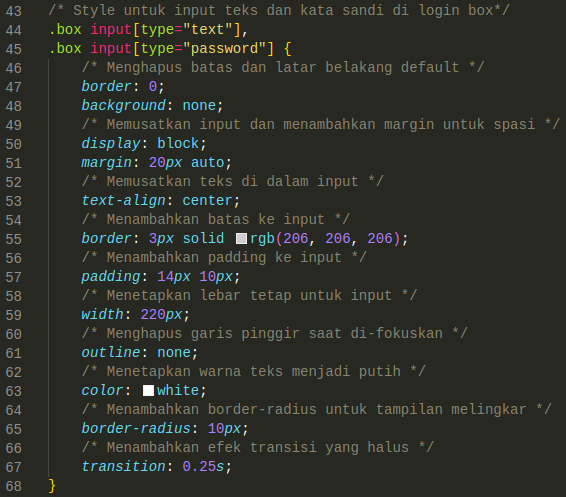 43 /* Style untuk input teks dan kata sandi di login box*/
44 .box input[type="text"],
45 .box input[type="password"] {
46 /* Menghapus batas dan latar belakang default */
47 border: 0;
48 background: none;
49 /* Memusatkan input dan menambahkan margin untuk spasi */
50 display: block;
51 margin: 20px auto;
52 /* Memusatkan teks di dalam input */
53 text-align: center;
54 /* Menambahkan batas ke input */
55 border: 3px solid rgb(206, 206, 206);
56 /* Menambahkan padding ke input */
57 padding: 14px 10px;
58 /* Menetapkan lebar tetap untuk input */
59 width: 220px;
60 /* Menghapus garis pinggir saat di-fokuskan */
61 outline: none;
62 /* Menetapkan warna teks menjadi putih */
63 color: white;
64 /* Menambahkan border-radius untuk tampilan melingkar */
65 border-radius: 10px;
66 /* Menambahkan efek transisi yang halus */
67 transition: 0.25s;
68 }